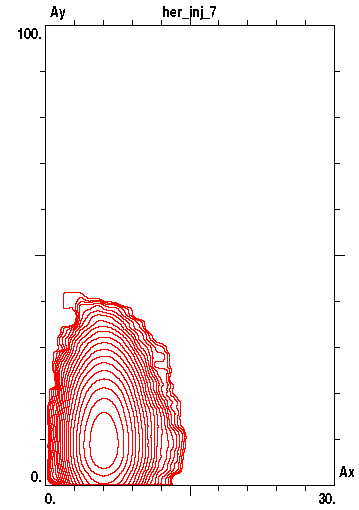 Ay her_inj_7
100.
0.
Ax
0. 30.